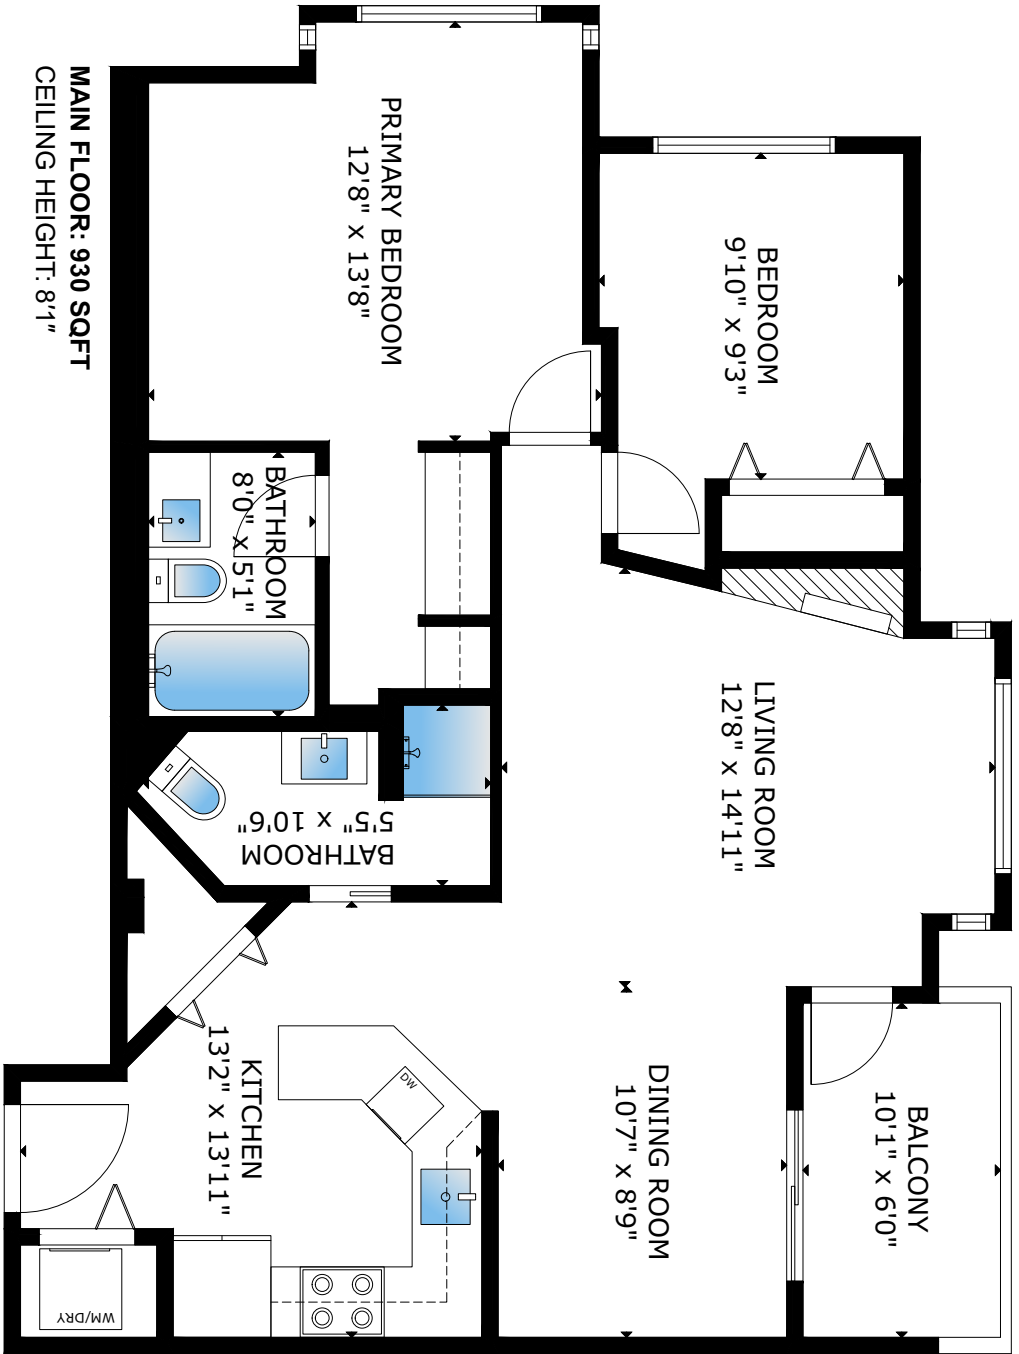 MAIN FLOOR: 930 SQFT
CEILING HEIGHT: 8'1"
PRIMARY BEDROOM
12'8" x 13'8"
BEDROOM
9'10" x 9'3"
BATHROOM
8'0" x 5'1"
BATHROOM
5'5" x 10'6"
LIVING ROOM
12'8" x 14'11"
KITCHEN
13'2" x 13'11"
DW
DINING ROOM
10'7" x 8'9"
BALCONY
10'1" x 6'0"
WM/DRY